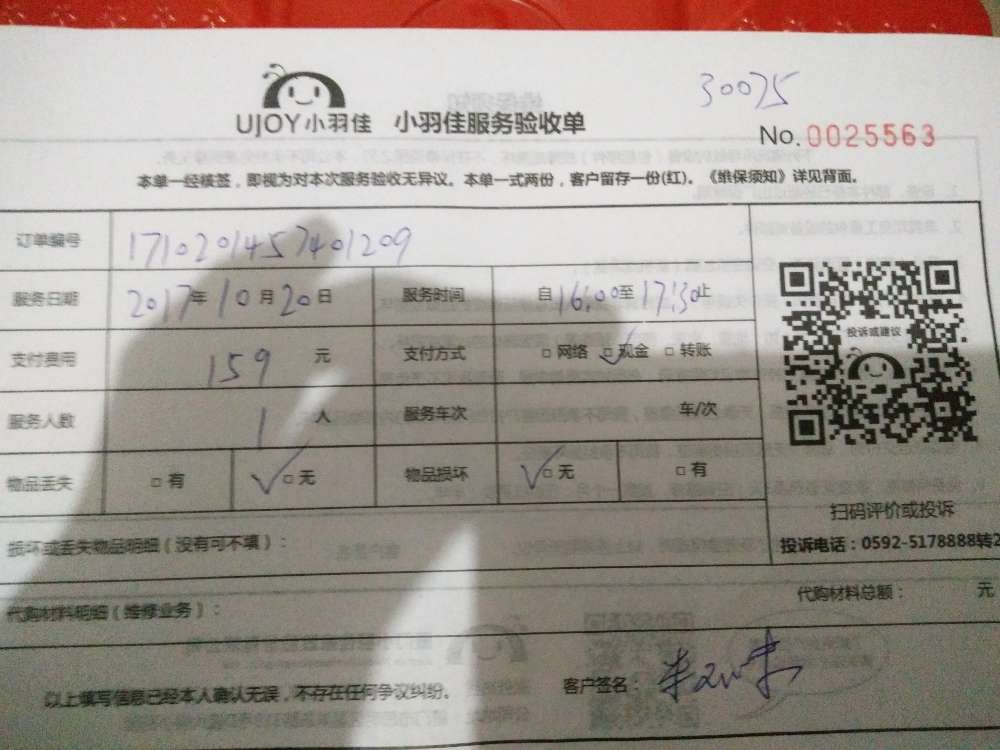 30075
UJOY小羽佳 小羽佳服务验收单
No. 0025563
本单一经核签，即视为对本次服务验收无异议。本单一式两份，客户留存一份(红)。《维保须知》详见背面。
订单编号 1710201457401209
服务日期 2017年10月20日 服务时间 自16:00至17:30止
支付费用 159 元 支付方式 □网络 □现金 □转账
服务人数 1 人 服务车次 车/次
物品丢失 □有 □无 物品损坏 □无 □有
投诉或建议
扫码评价或投诉
投诉电话：0592-5178888转2
损坏或丢失物品明细（没有可不填）：
代购材料明细（维修业务）： 代购材料总额： 元
以上填写信息已经本人确认无误，不存在任何争议纠纷。 客户签名：